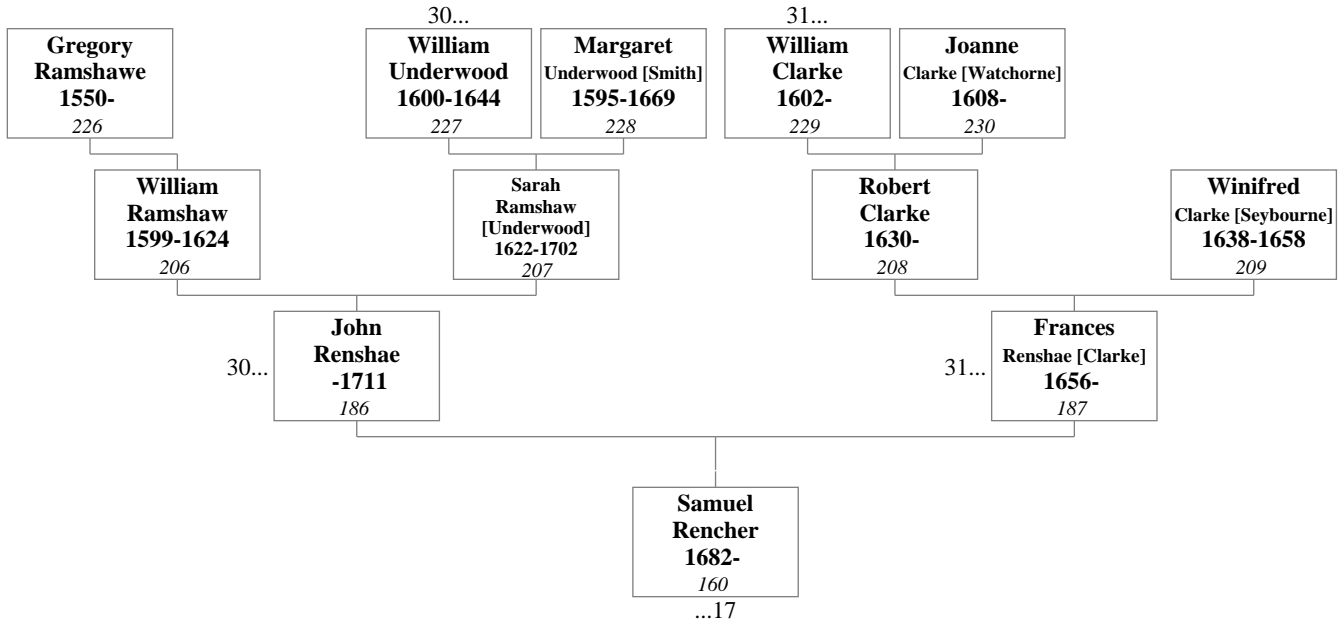 30...
31...
Gregory
Ramshawe
1550-
226
William
Underwood
1600-1644
227
Margaret
Underwood [Smith]
1595-1669
228
William
Clarke
1602-
229
Joanne
Clarke [Watchorne]
1608-
230
William
Ramshaw
1599-1624
206
Sarah
Ramshaw
[Underwood]
1622-1702
207
Robert
Clarke
1630-
208
Winifred
Clarke [Seybourne]
1638-1658
209
30...
John
Renshae
-1711
186
31...
Frances
Renshae [Clarke]
1656-
187
Samuel
Rencher
1682-
160
...17